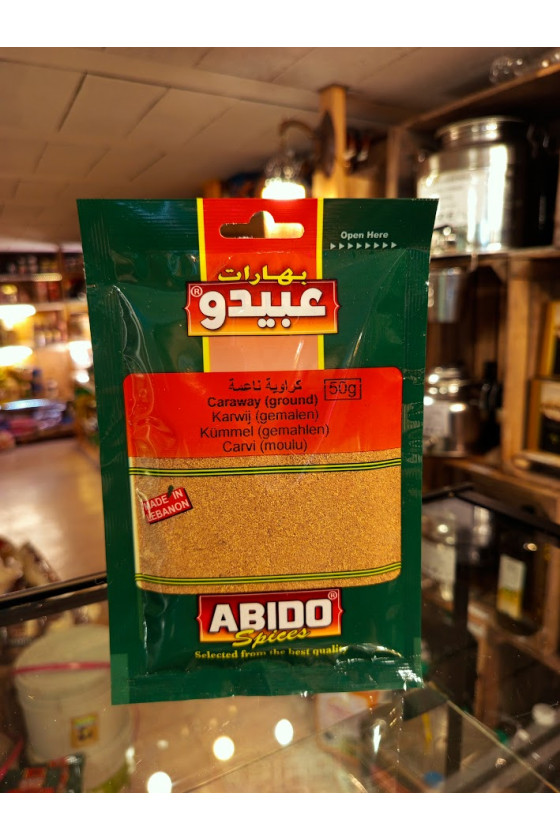 Open Here
بهارات
عبيدو®
كراوية ناعمة
50g
Caraway (ground)
Karwij (gemalen)
Kümmel (gemahlen)
Carvi (moulu)
MADE IN
LEBANON
ABIDO®
Spices
Selected from the best quality